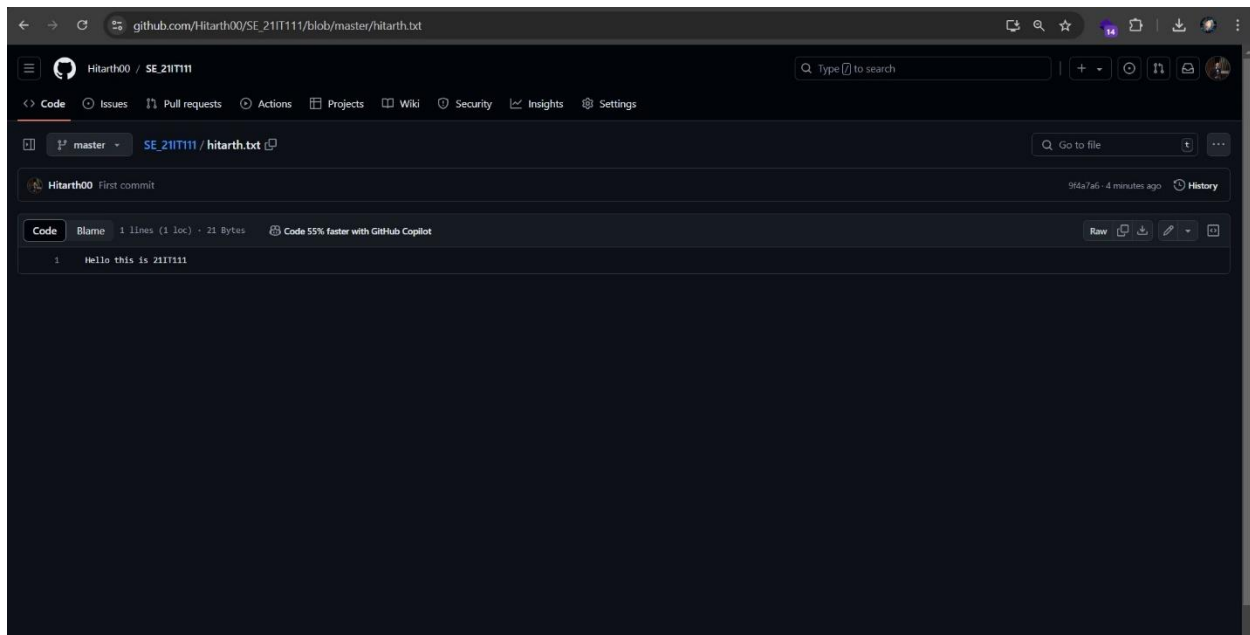 github.com/Hitarth00/SE_21IT111/blob/master/hitarth.txt
14
Hitarth00 / SE_21IT111
Type / to search
Code Issues Pull requests Actions Projects Wiki Security Insights Settings
master SE_21IT111 / hitarth.txt Go to file t
Hitarth00 First commit 9f4a7a6 · 4 minutes ago History
Code Blame 1 lines (1 loc) · 21 Bytes Code 55% faster with GitHub Copilot Raw
1 Hello this is 21IT111